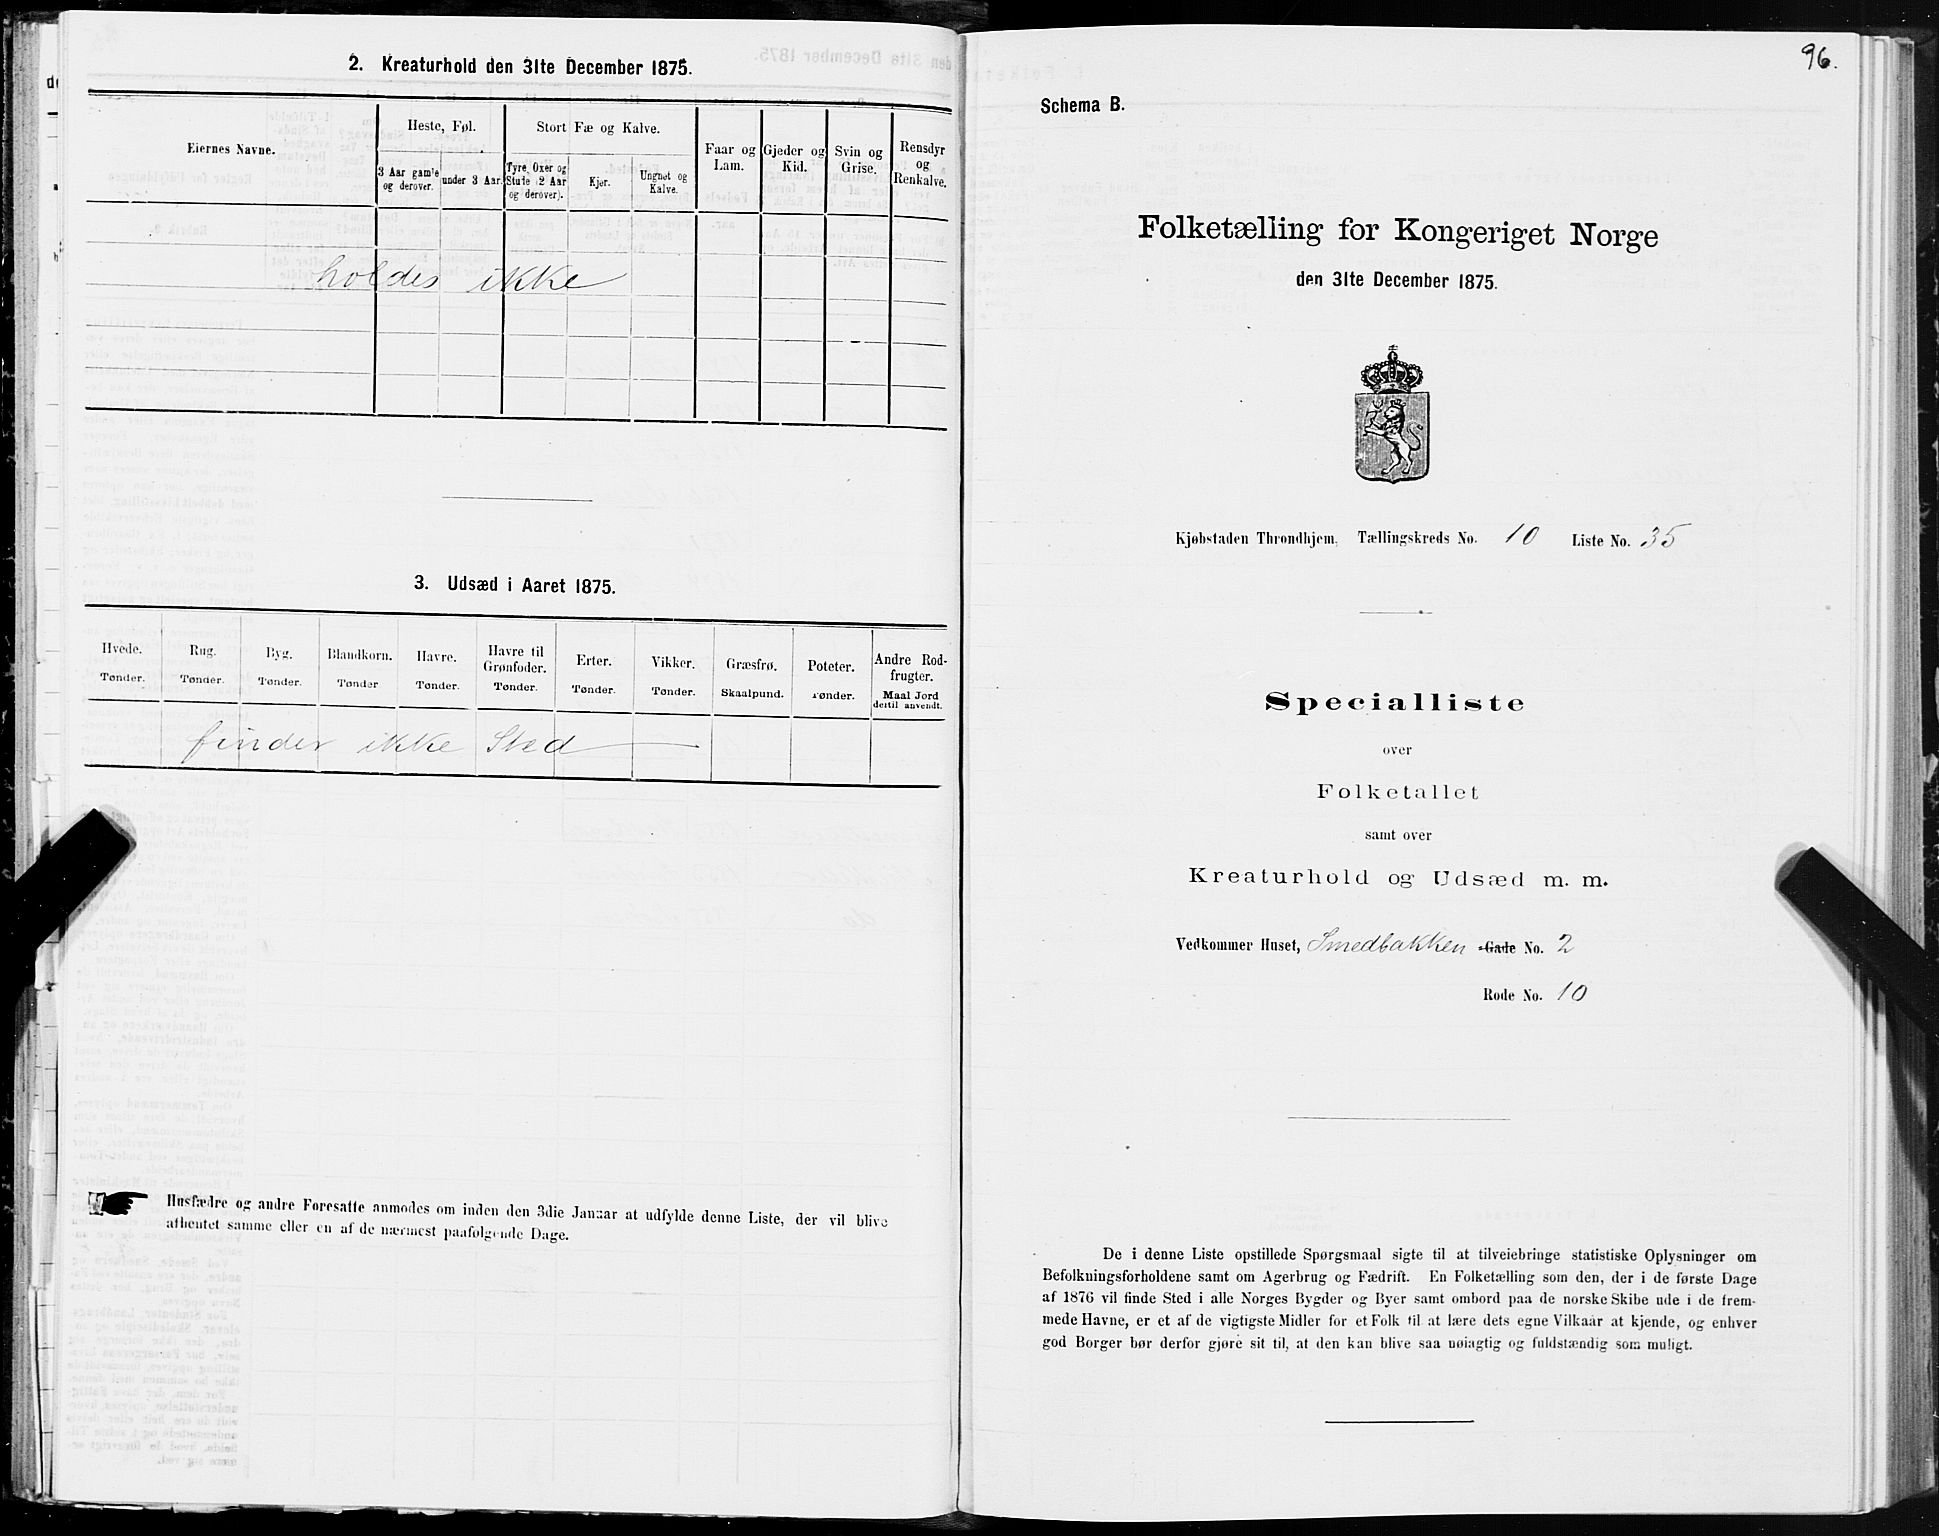 2. Kreaturhold den 31te December 1875.
Eiernes Navne.
Heste, Føl.
Stort Fæ og Kalve.
Faar og Lam.
Gjeder og Kid.
Svin og Grise.
Rensdyr og Renkalve.
3 Aar gamle og derover.
under 3 Aar.
Tyre, Oxer og Stude (2 Aar og derover).
Kjør.
Ungnøt og Kalve.
holdes ikke
3. Udsæd i Aaret 1875.
Hvede. Rug. Byg. Blandkorn. Havre. Havre til Grønfoder. Erter. Vikker. Græsfrø. Poteter. Andre Rodfrugter.
Tønder. Tønder. Tønder. Tønder Tønder. Tønder. Tønder. Tønder. Skaalpund. Tønder. Maal Jord dertil anvendt.
finder ikke Sted
Husfædre og andre Foresatte anmodes om inden den 3die Januar at udfylde denne Liste, der vil blive
afhentet samme eller en af de nærmest paafølgende Dage.
96.
Schema B.
Folketælling for Kongeriget Norge
den 31te December 1875.
Kjøbstaden Throndhjem. Tællingskreds No. 10 Liste No. 35
Specialliste
over
Folketallet
samt over
Kreaturhold og Udsæd m. m.
Vedkommer Huset, Smedbakken -Gade No. 2
Rode No. 10
De i denne Liste opstillede Spørgsmaal sigte til at tilveiebringe statistiske Oplysninger om
Befolkningsforholdene samt om Agerbrug og Fædrift. En Folketælling som den, der i de første Dage
af 1876 vil finde Sted i alle Norges Bygder og Byer samt ombord paa de norske Skibe ude i de frem-
mede Havne, er et af de vigtigste Midler for et Folk til at lære dets egne Vilkaar at kjende, og enhver
god Borger bør derfor gjøre sit til, at den kan blive saa nøiagtig og fuldstændig som muligt.